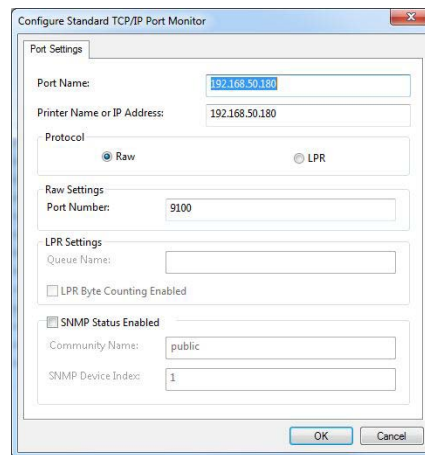 Configure Standard TCP/IP Port Monitor
Port Settings
Port Name: 192.168.50.180
Printer Name or IP Address: 192.168.50.180
Protocol
Raw LPR
Raw Settings
Port Number: 9100
LPR Settings
Queue Name:
LPR Byte Counting Enabled
SNMP Status Enabled
Community Name: public
SNMP Device Index: 1
OK Cancel